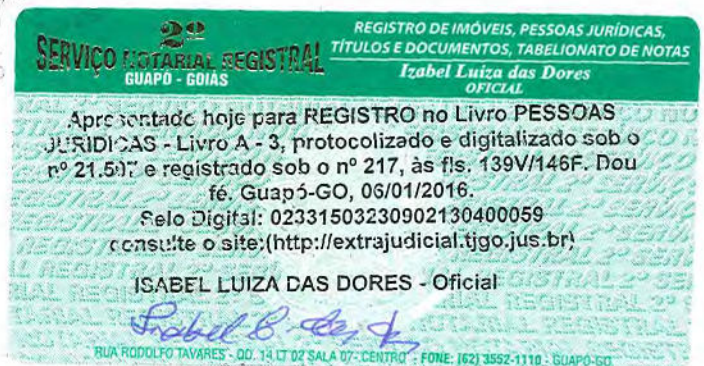 2º
SERVIÇO NOTARIAL REGISTRAL
GUAPÓ - GOIÁS
REGISTRO DE IMÓVEIS, PESSOAS JURÍDICAS,
TÍTULOS E DOCUMENTOS, TABELIONATO DE NOTAS
Izabel Luiza das Dores
OFICIAL
Apresentado hoje para REGISTRO no Livro PESSOAS
JURIDICAS - Livro A - 3, protocolizado e digitalizado sob o
nº 21.507 e registrado sob o nº 217, às fls. 139V/146F. Dou
fé. Guapó-GO, 06/01/2016.
Selo Digital: 02331503230902130400059
consulte o site:(http://extrajudicial.tjgo.jus.br)
ISABEL LUIZA DAS DORES - Oficial
RUA RODOLFO TAVARES - QD. 14 LT 02 SALA 07 - CENTRO - FONE: (62) 3552-1110 - GUAPÓ-GO